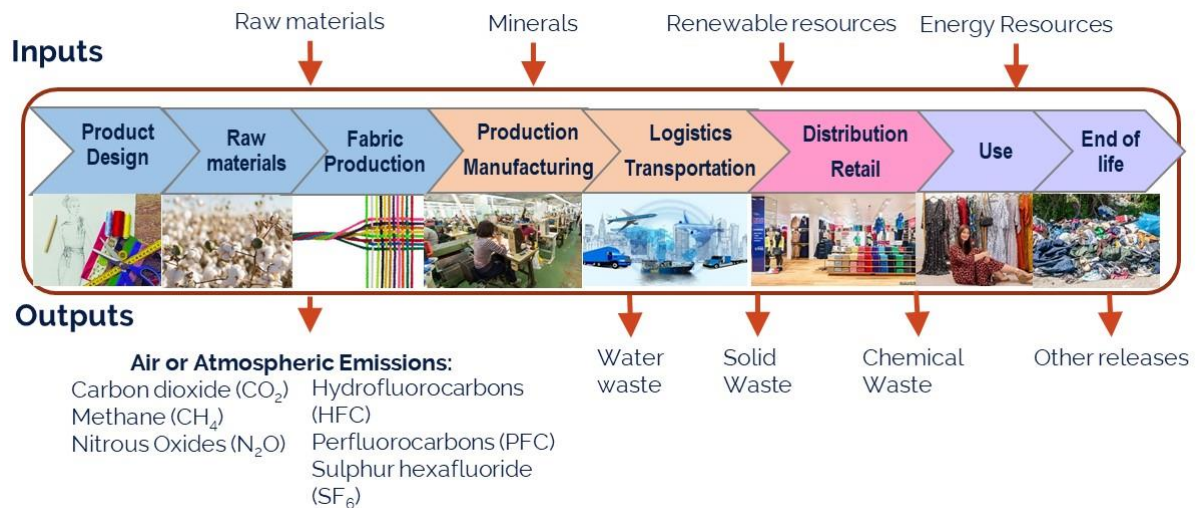 Inputs
Raw materials
Minerals
Renewable resources
Energy Resources
Product
Design
Raw
materials
Fabric
Production
Production
Manufacturing
Logistics
Transportation
Distribution
Retail
Use
End of
life
Outputs
Air or Atmospheric Emissions:
Carbon dioxide (CO₂)
Methane (CH₄)
Nitrous Oxides (N₂O)
Hydrofluorocarbons
(HFC)
Perfluorocarbons (PFC)
Sulphur hexafluoride
(SF₆)
Water
waste
Solid
Waste
Chemical
Waste
Other releases